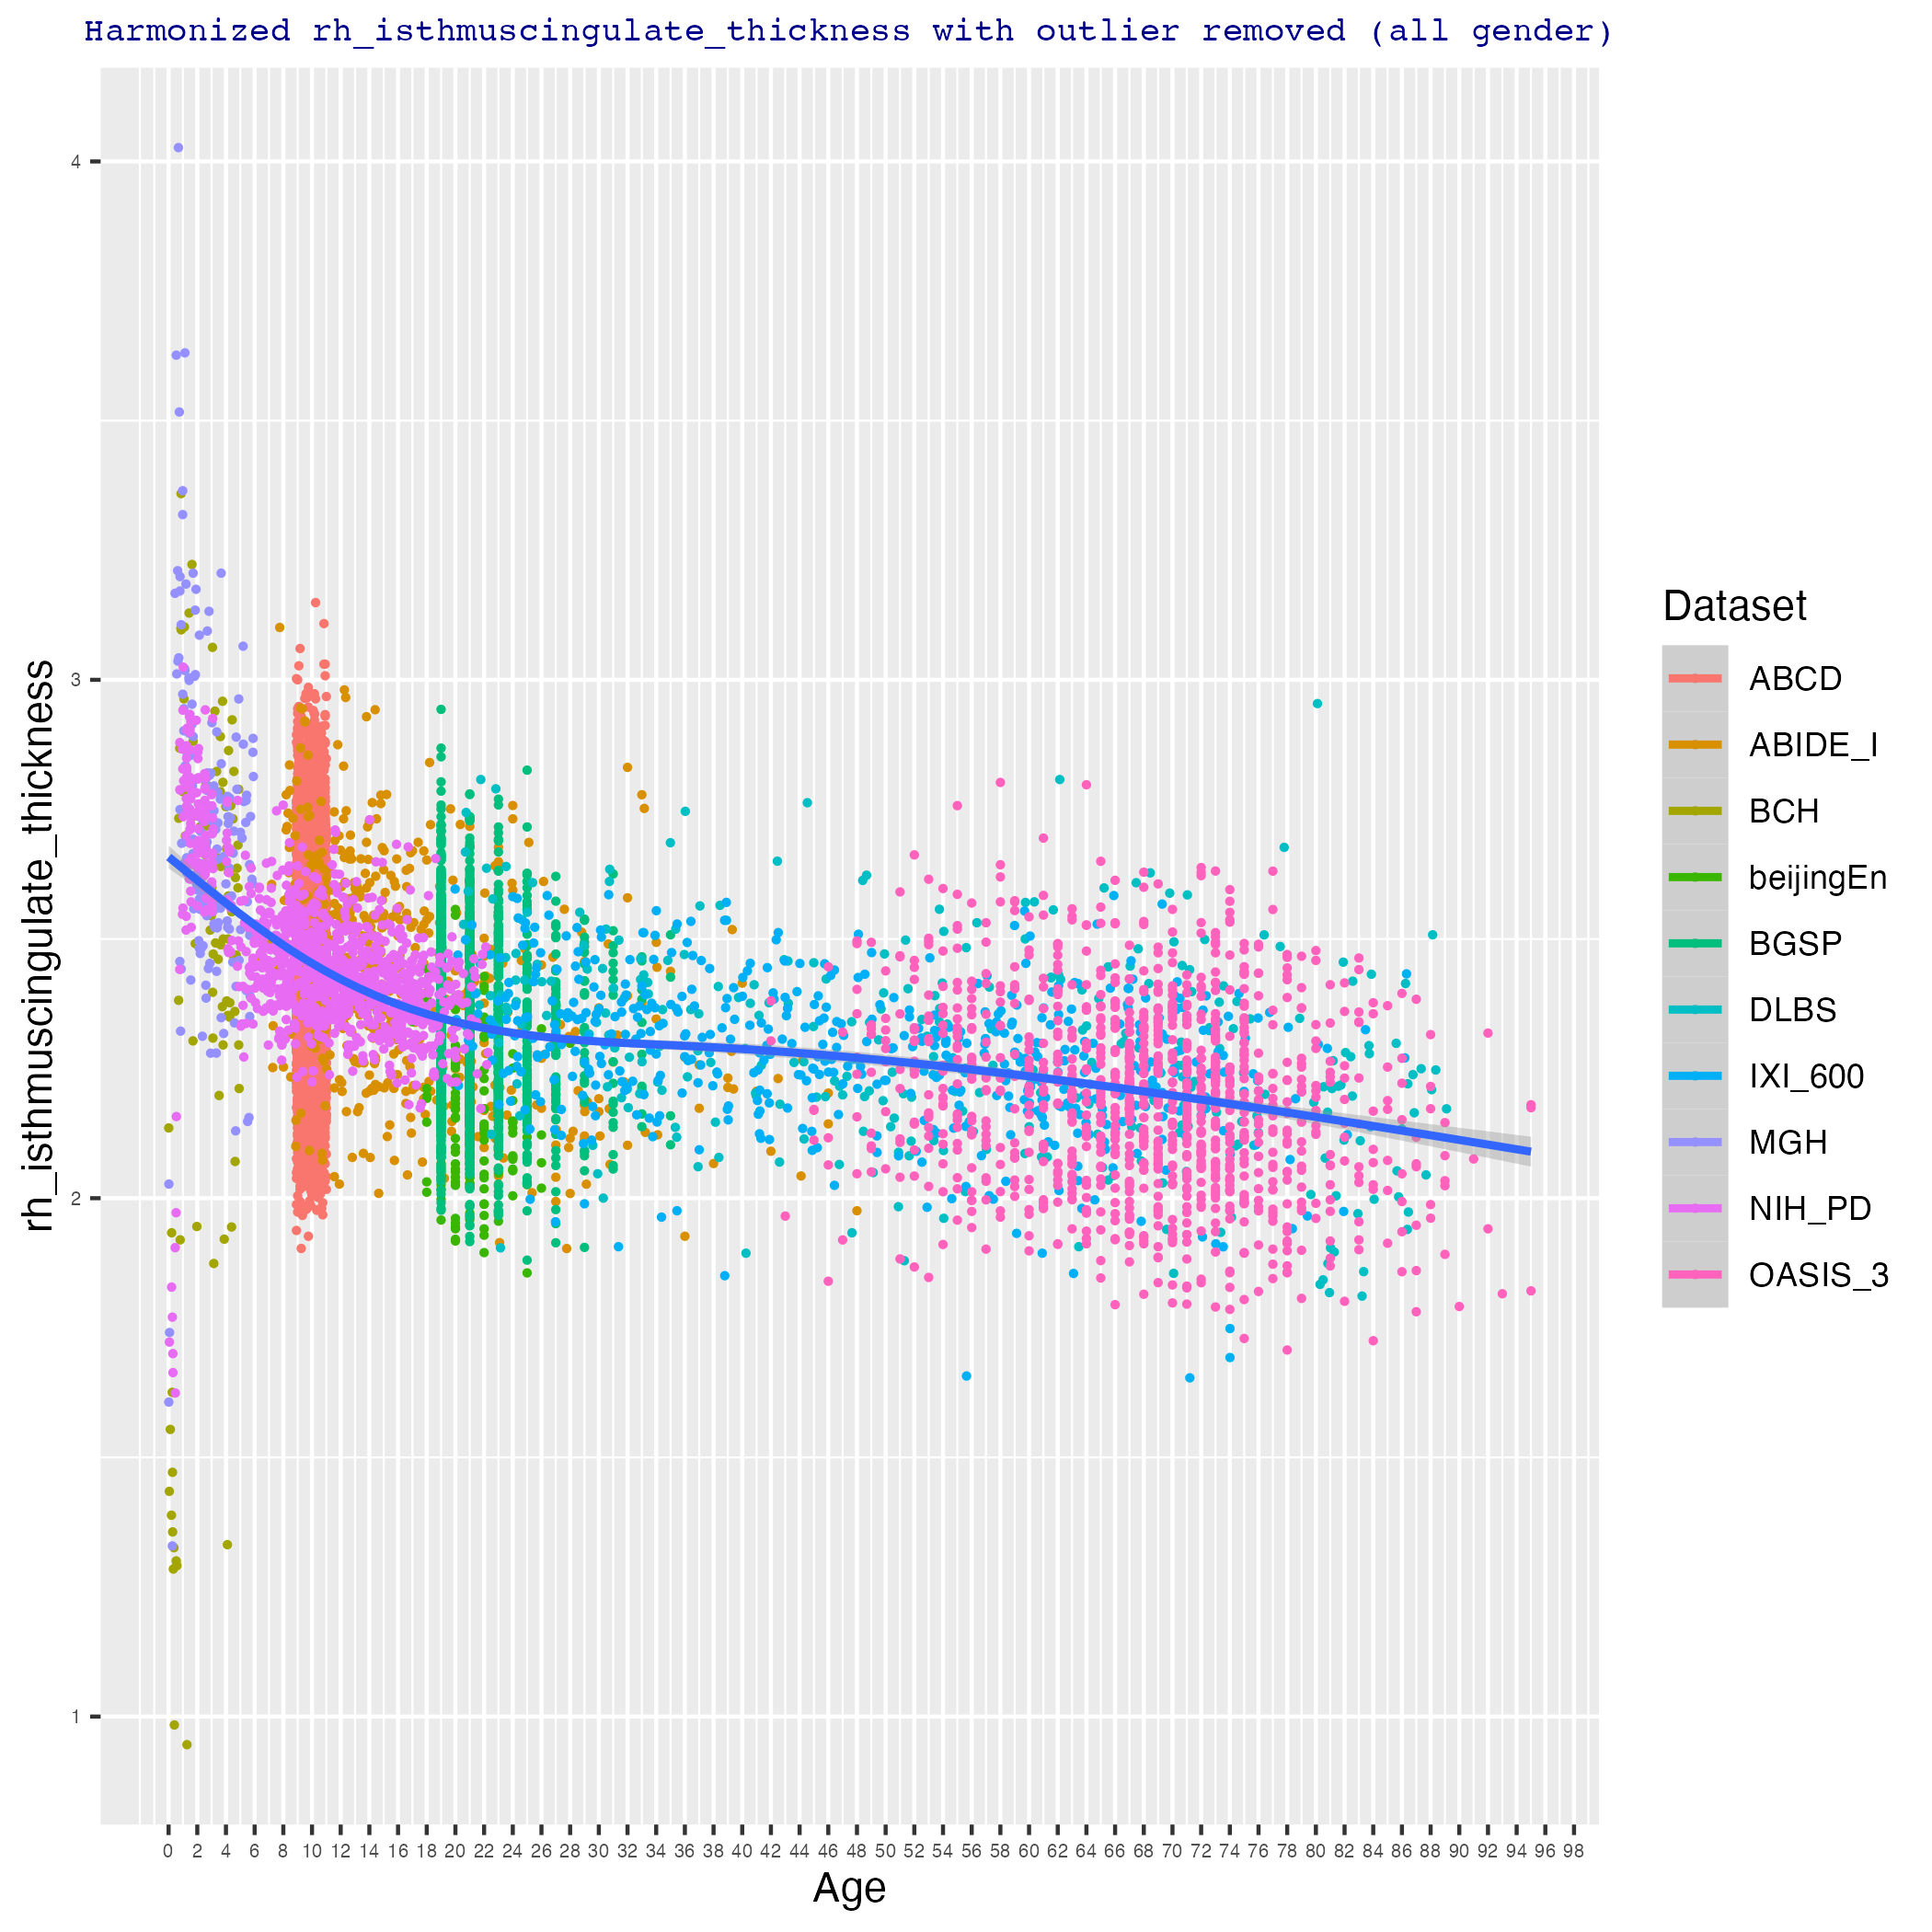 Harmonized rh_isthmuscingulate_thickness with outlier removed (all gender)
rh_isthmuscingulate_thickness
4
3
2
1
0 2 4 6 8 10 12 14 16 18 20 22 24 26 28 30 32 34 36 38 40 42 44 46 48 50 52 54 56 58 60 62 64 66 68 70 72 74 76 78 80 82 84 86 88 90 92 94 96 98
Age
Dataset
ABCD
ABIDE_I
BCH
beijingEn
BGSP
DLBS
IXI_600
MGH
NIH_PD
OASIS_3